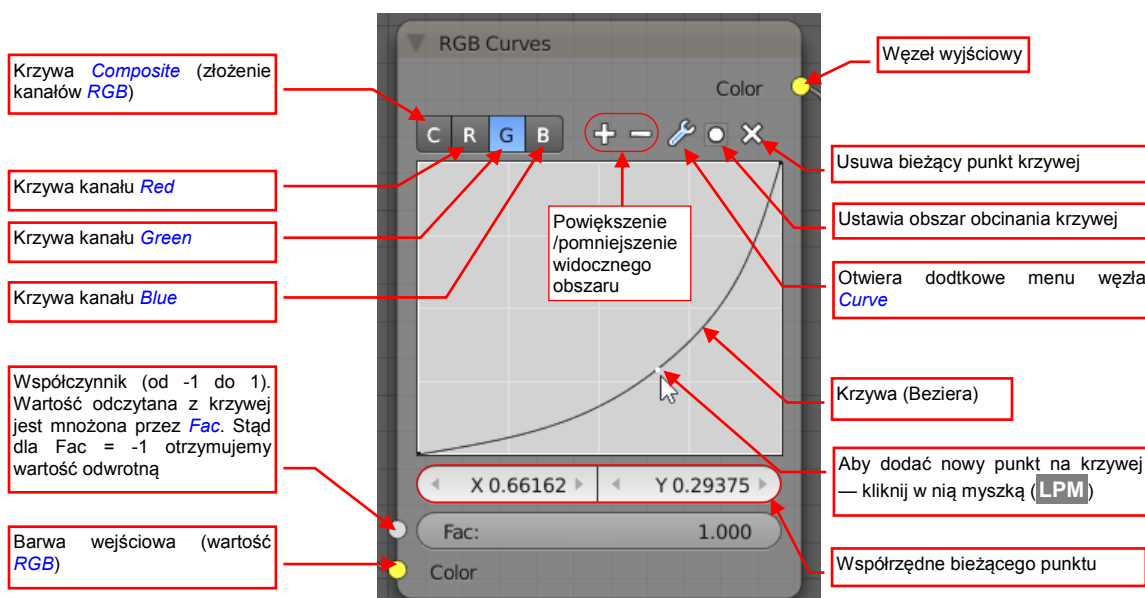 Krzywa Composite (złożenie
kanałów RGB)
Krzywa kanału Red
Krzywa kanału Green
Krzywa kanału Blue
Współczynnik (od -1 do 1).
Wartość odczytana z krzywej
jest mnożona przez Fac. Stąd
dla Fac = -1 otrzymujemy
wartość odwrotną
Barwa wejściowa (wartość
RGB)
RGB Curves
Color
C R G B
Powiększenie
/pomniejszenie
widocznego
obszaru
X 0.66162 Y 0.29375
Fac: 1.000
Color
Węzeł wyjściowy
Usuwa bieżący punkt krzywej
Ustawia obszar obcinania krzywej
Otwiera dodtkowe menu węzła
Curve
Krzywa (Beziera)
Aby dodać nowy punkt na krzywej
— kliknij w nią myszką (LPM)
Współrzędne bieżącego punktu